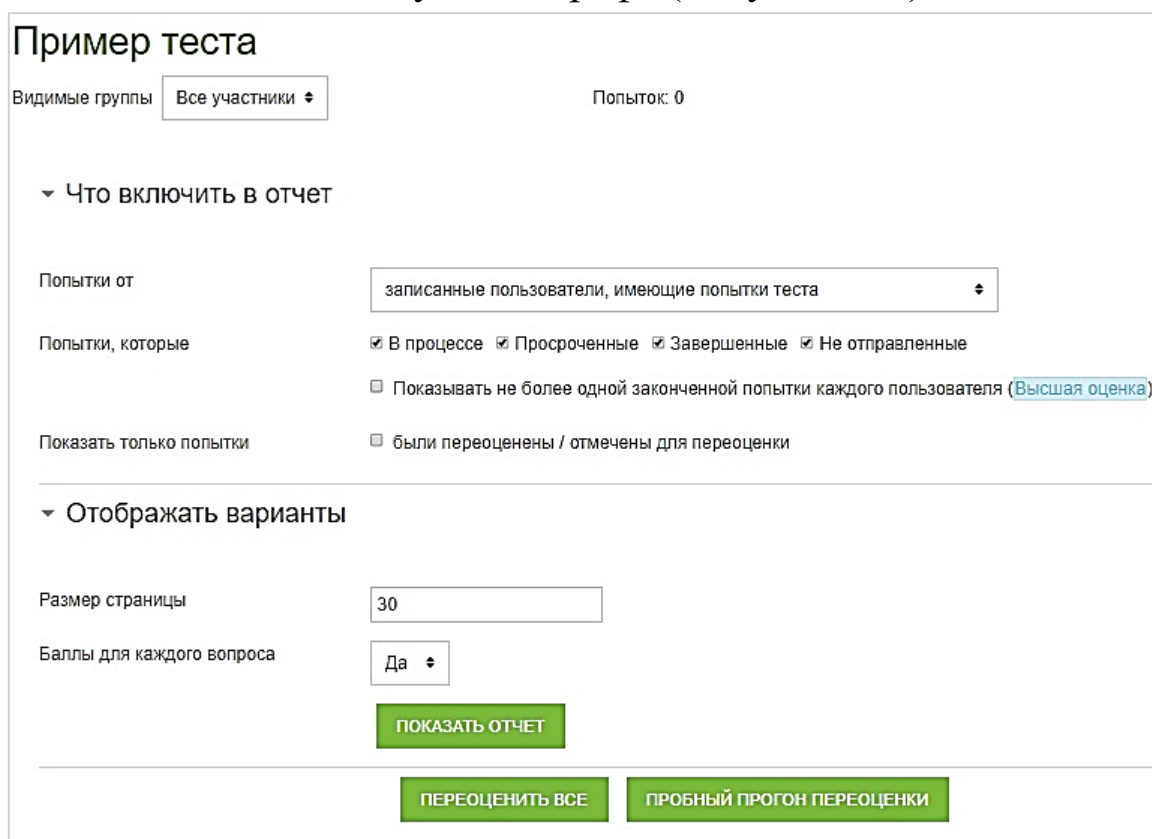 Пример теста
Видимые группы Все участники Попыток: 0
Что включить в отчет
Попытки от записанные пользователи, имеющие попытки теста
Попытки, которые В процессе Просроченные Завершенные Не отправленные
Показывать не более одной законченной попытки каждого пользователя (Высшая оценка)
Показать только попытки были переоценены / отмечены для переоценки
Отображать варианты
Размер страницы 30
Баллы для каждого вопроса Да
ПОКАЗАТЬ ОТЧЕТ
ПЕРЕОЦЕНИТЬ ВСЕ ПРОБНЫЙ ПРОГОН ПЕРЕОЦЕНКИ